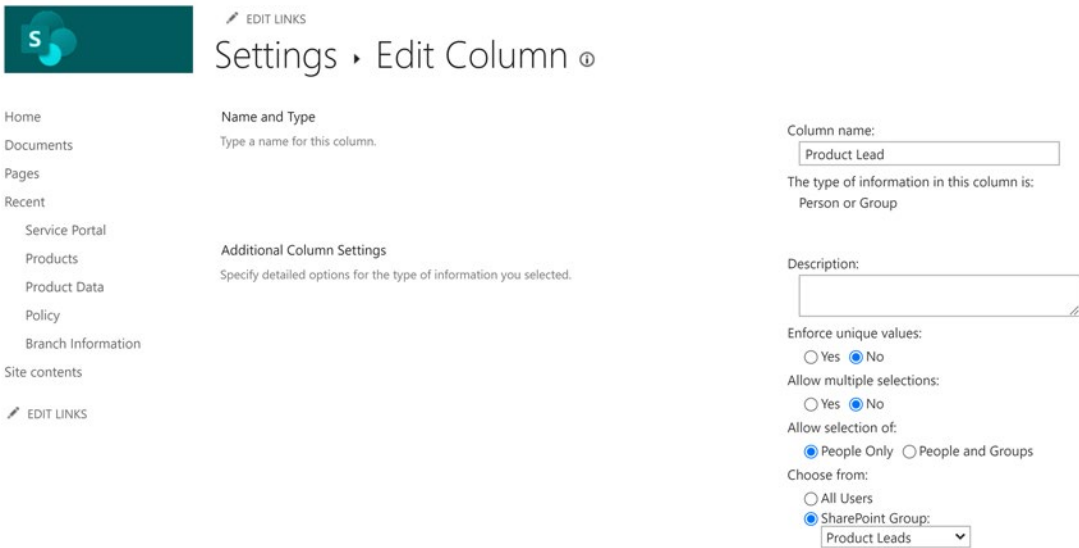 S
EDIT LINKS
Settings ▸ Edit Column
Home
Documents
Pages
Recent
Service Portal
Products
Product Data
Policy
Branch Information
Site contents
EDIT LINKS
Name and Type
Type a name for this column.
Column name:
Product Lead
The type of information in this column is:
Person or Group
Additional Column Settings
Specify detailed options for the type of information you selected.
Description:
Enforce unique values:
Yes No
Allow multiple selections:
Yes No
Allow selection of:
People Only People and Groups
Choose from:
All Users
SharePoint Group:
Product Leads